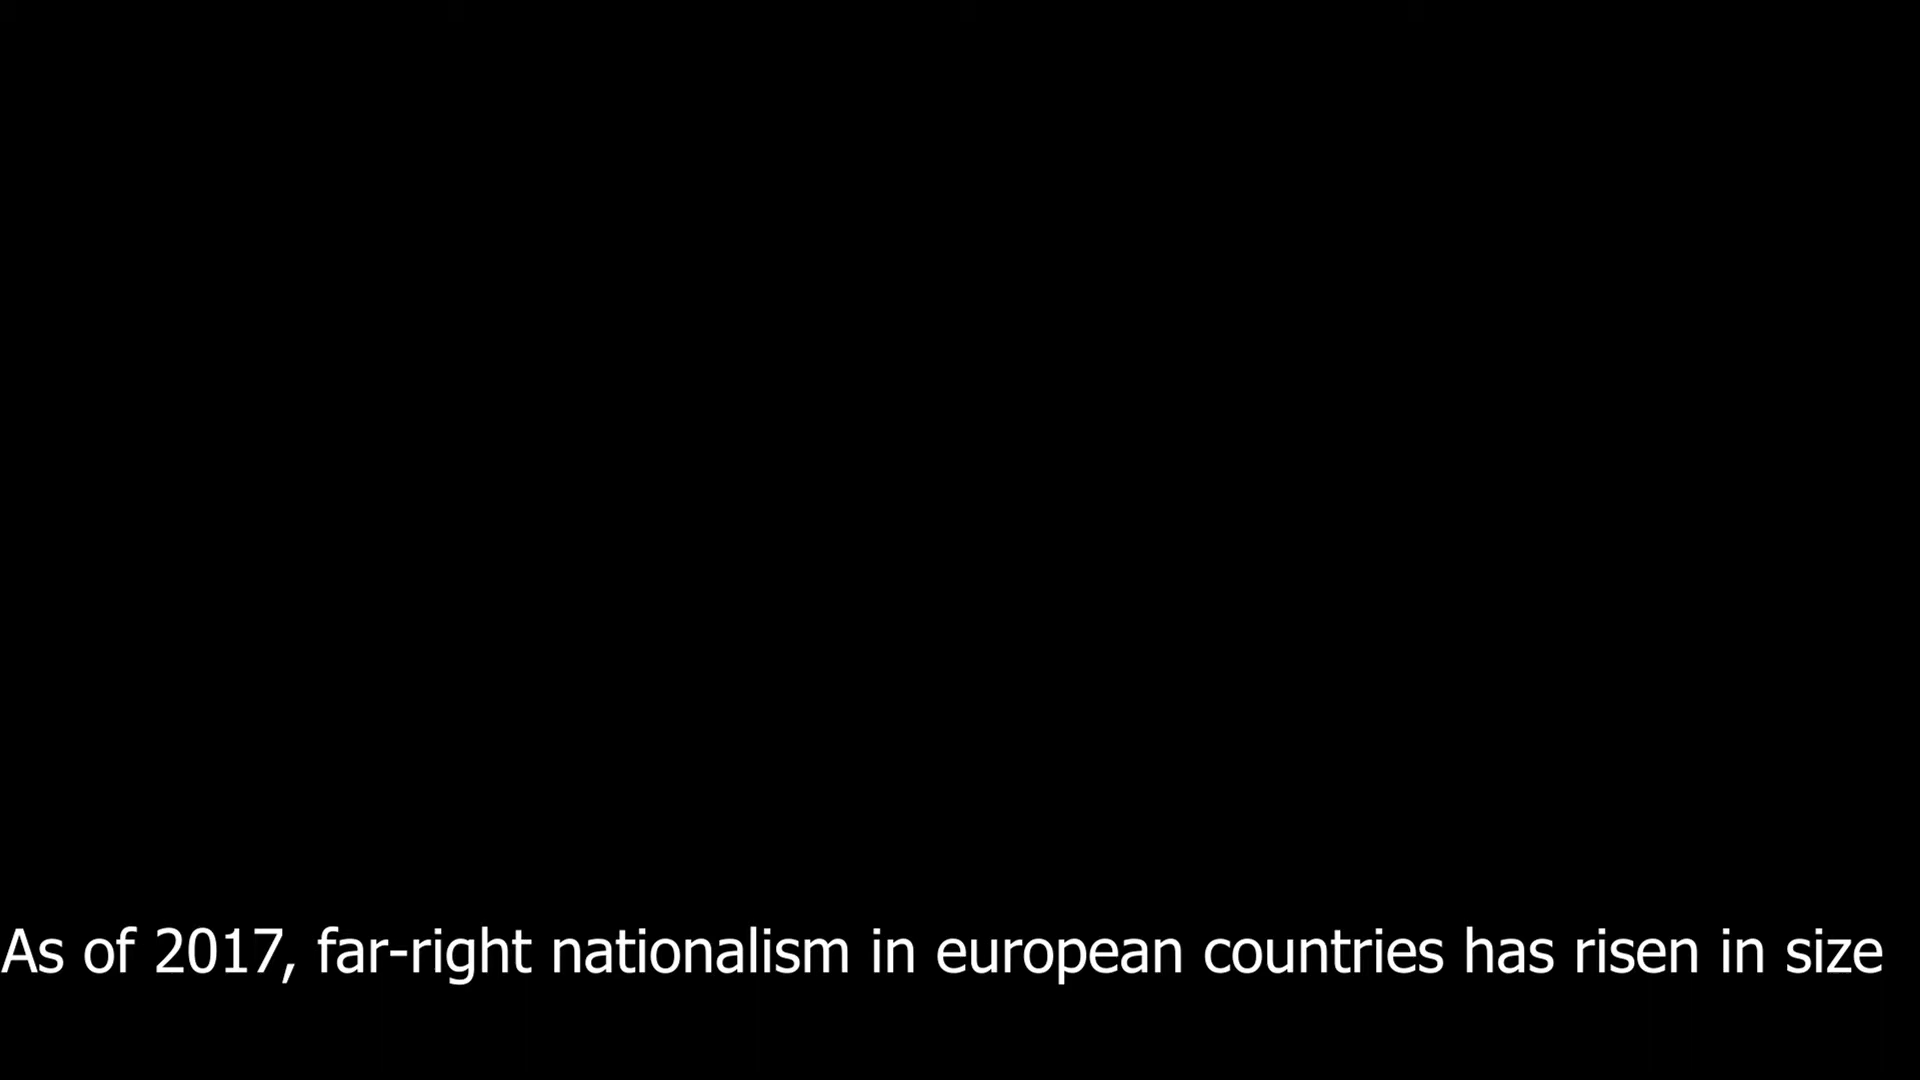 As of 2017, far-right nationalism in european countries has risen in size